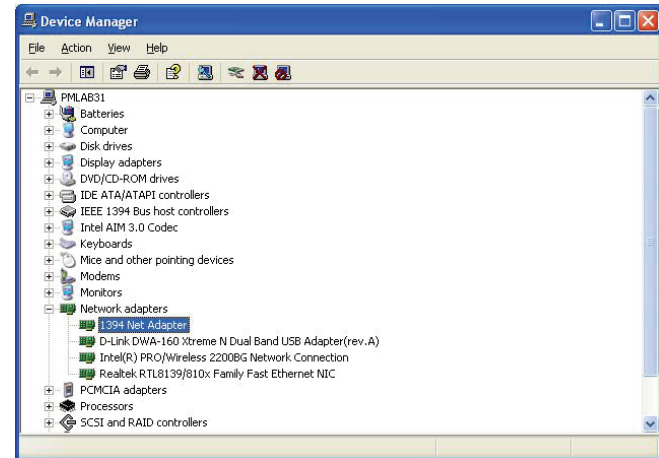 Device Manager
File Action View Help
PMLAB31
Batteries
Computer
Disk drives
Display adapters
DVD/CD-ROM drives
IDE ATA/ATAPI controllers
IEEE 1394 Bus host controllers
Intel AIM 3.0 Codec
Keyboards
Mice and other pointing devices
Modems
Monitors
Network adapters
1394 Net Adapter
D-Link DWA-160 Xtreme N Dual Band USB Adapter(rev.A)
Intel(R) PRO/Wireless 2200BG Network Connection
Realtek RTL8139/810x Family Fast Ethernet NIC
PCMCIA adapters
Processors
SCSI and RAID controllers